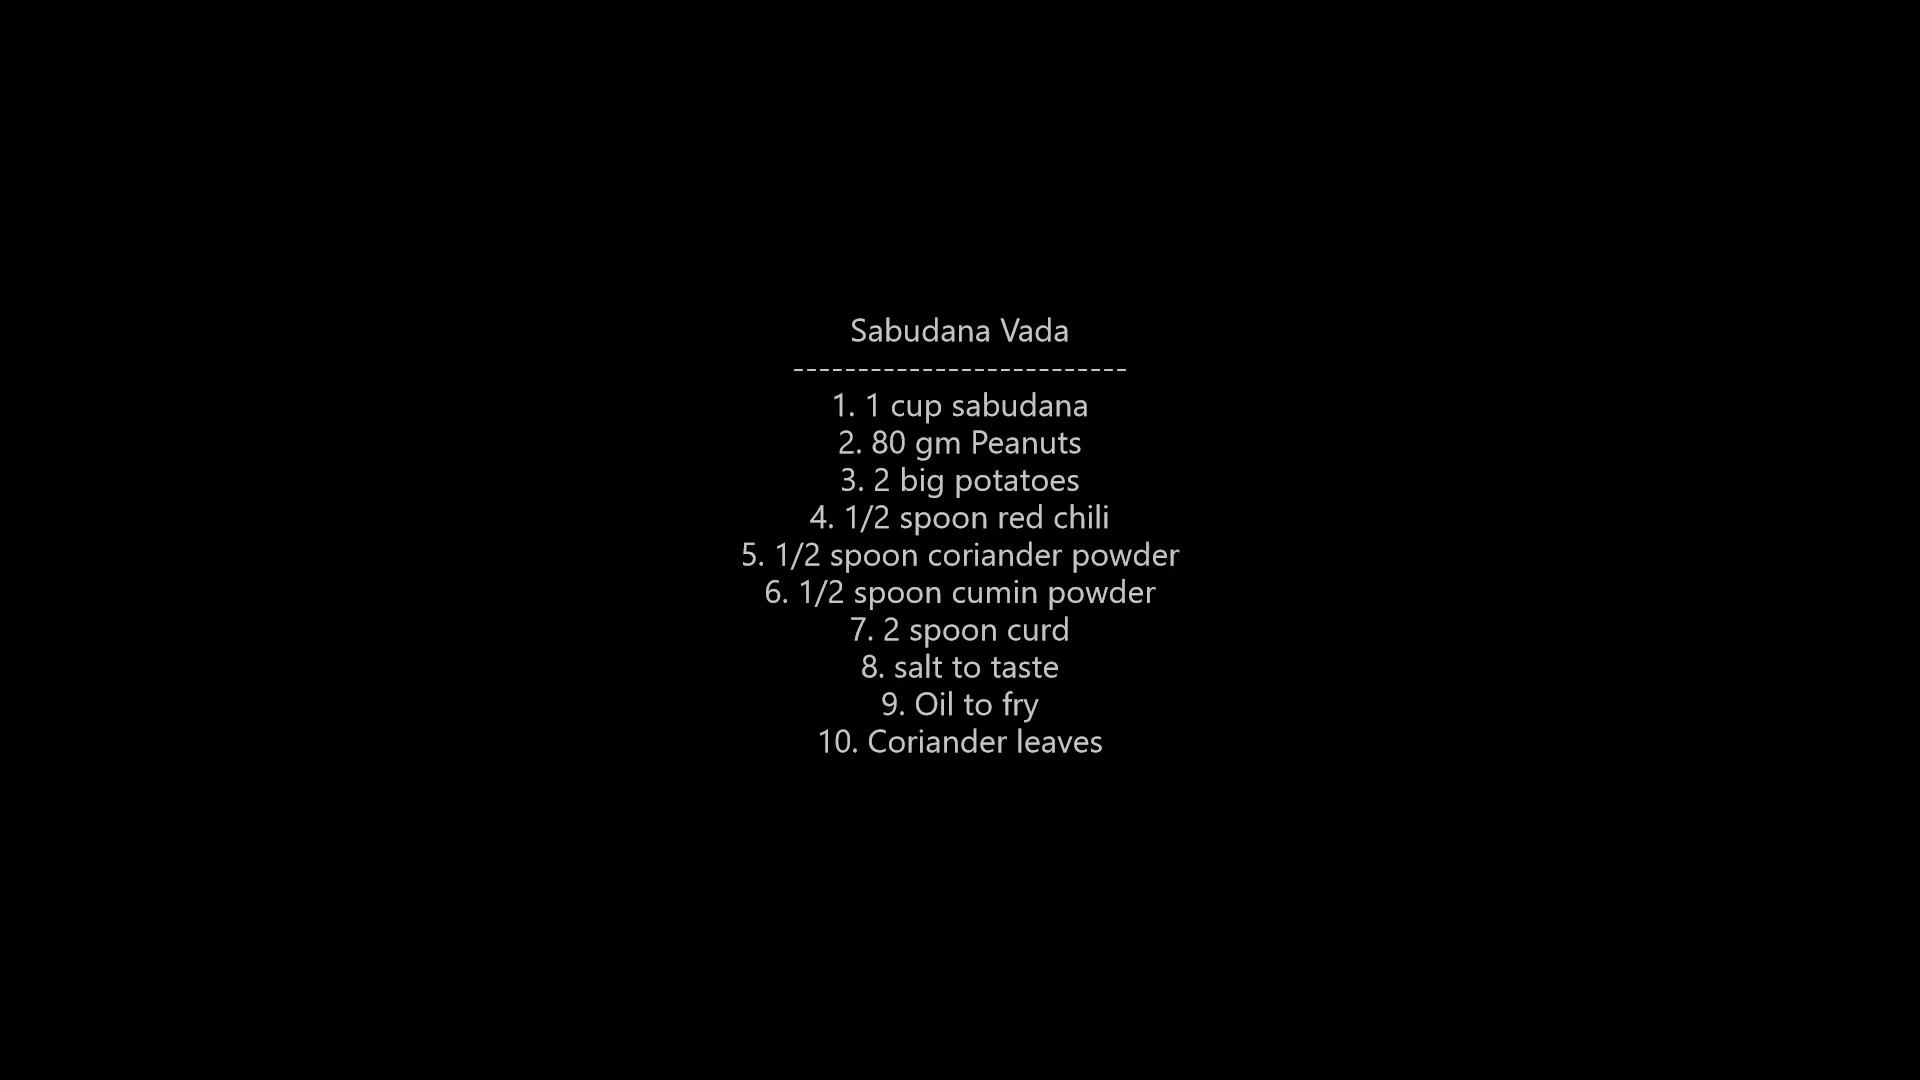 Sabudana Vada
--------------------------
1. 1 cup sabudana
2. 80 gm Peanuts
3. 2 big potatoes
4. 1/2 spoon red chili
5. 1/2 spoon coriander powder
6. 1/2 spoon cumin powder
7. 2 spoon curd
8. salt to taste
9. Oil to fry
10. Coriander leaves